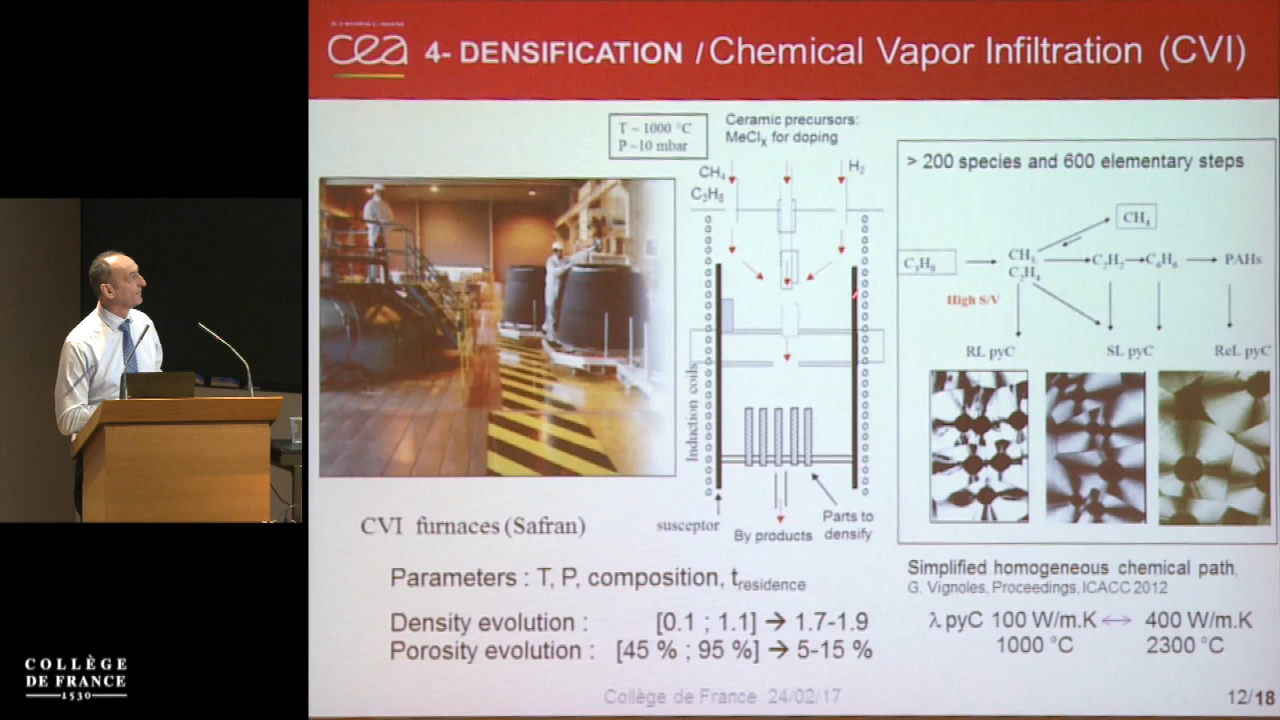 cea
4- DENSIFICATION / Chemical Vapor Infiltration (CVI)
T ~ 1000 °C
P ~10 mbar
Ceramic precursors:
MeClx for doping
CH4
C3H8
H2
Induction coils
susceptor
By products
Parts to
densify
CVI furnaces (Safran)
> 200 species and 600 elementary steps
CH4
C3H8
CH3
C2H4
C2H2
C6H6
PAHs
High S/V
RL pyC
SL pyC
ReL pyC
Simplified homogeneous chemical path,
G. Vignoles, Proceedings, ICACC 2012
Parameters : T, P, composition, tresidence
Density evolution : [0.1 ; 1.1] → 1.7-1.9
Porosity evolution : [45 % ; 95 %] → 5-15 %
λ pyC 100 W/m.K ↔ 400 W/m.K
1000 °C 2300 °C
Collège de France 24/02/17
12/18
COLLÈGE
DE FRANCE
1530